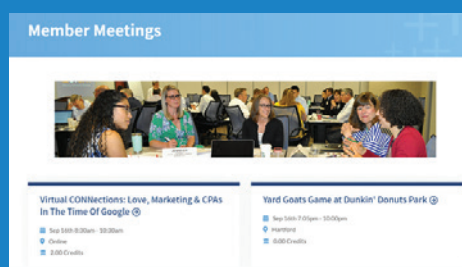 Member Meetings
Virtual CONNections: Love, Marketing & CPAs
In The Time Of Google
Sep 16th 8:30am - 10:30am
Online
2.00 Credits
Yard Goats Game at Dunkin' Donuts Park
Sep 16th 7:05pm - 10:00pm
Hartford
0.00 Credits